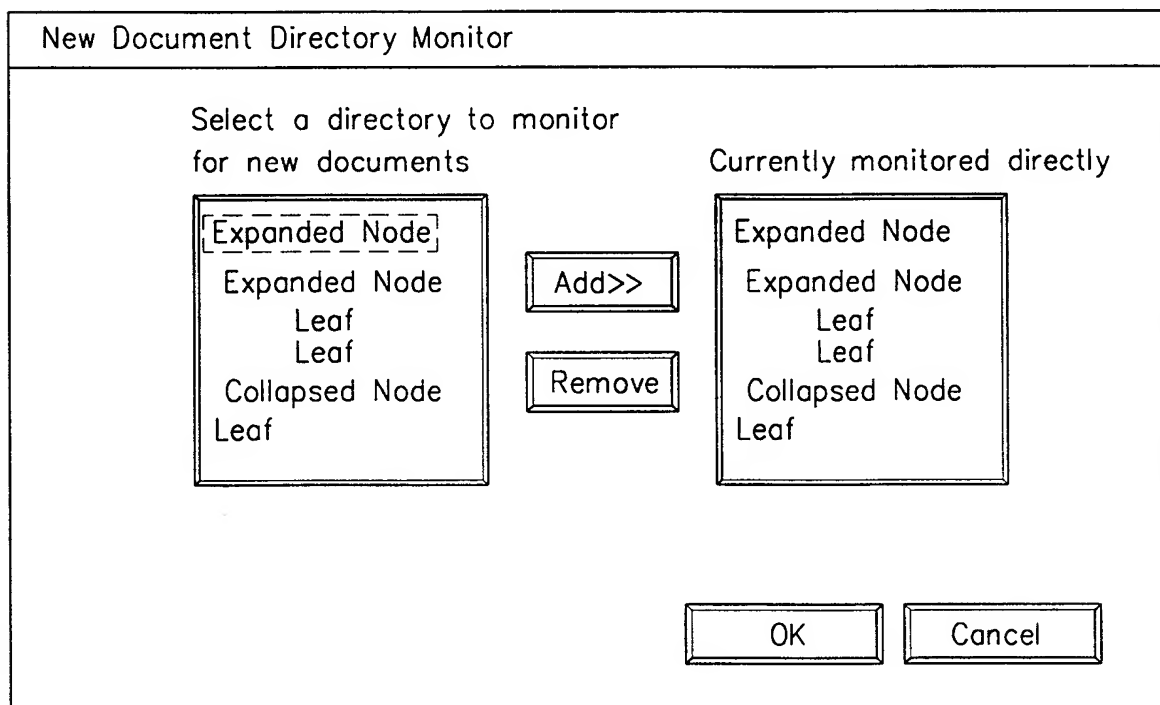 New Document Directory Monitor
Select a directory to monitor
for new documents
Expanded Node
Expanded Node
Leaf
Leaf
Collapsed Node
Leaf
Add>>
Remove
Currently monitored directly
Expanded Node
Expanded Node
Leaf
Leaf
Collapsed Node
Leaf
OK
Cancel